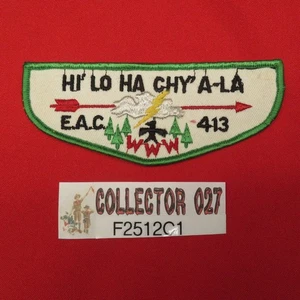 HI' LO HA CHY' A-LA
E.A.C. 413
WWW
COLLECTOR 027
F2512C1